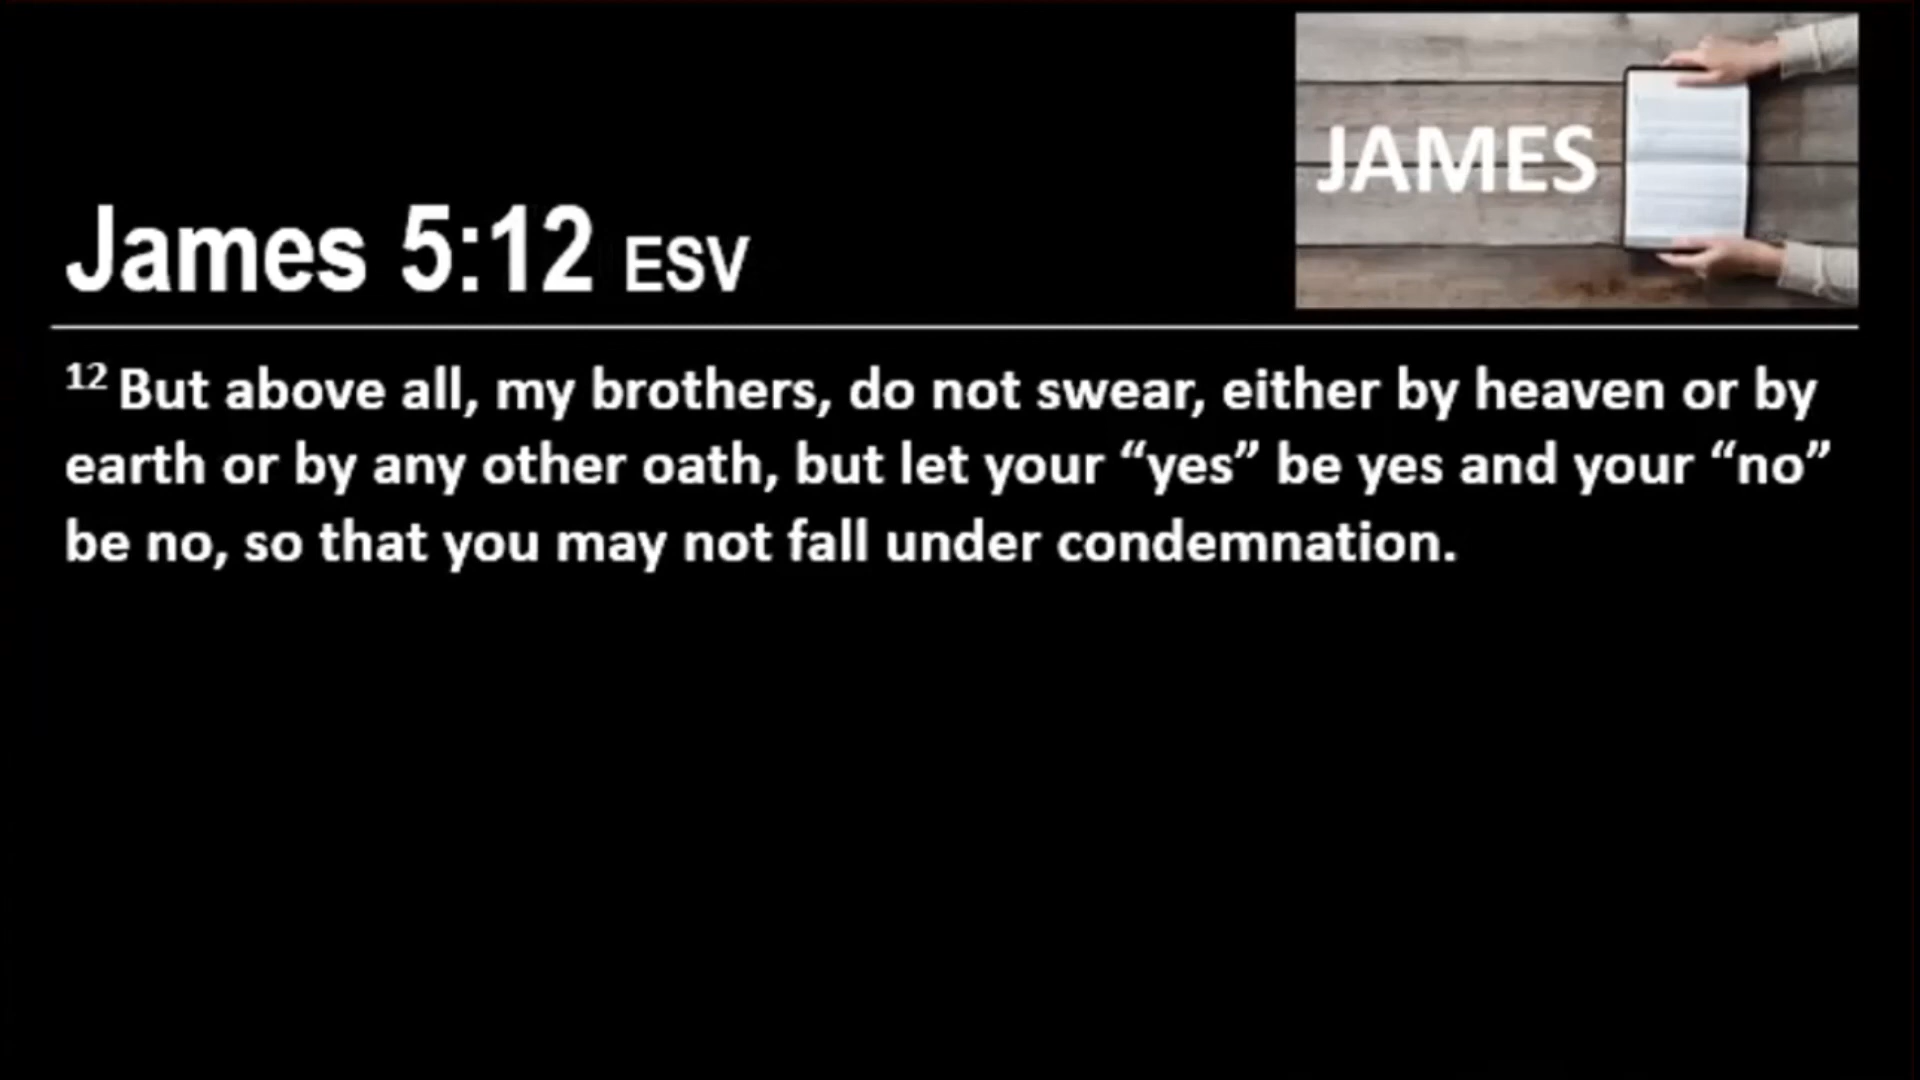 JAMES
James 5:12 ESV
12 But above all, my brothers, do not swear, either by heaven or by
earth or by any other oath, but let your “yes” be yes and your “no”
be no, so that you may not fall under condemnation.